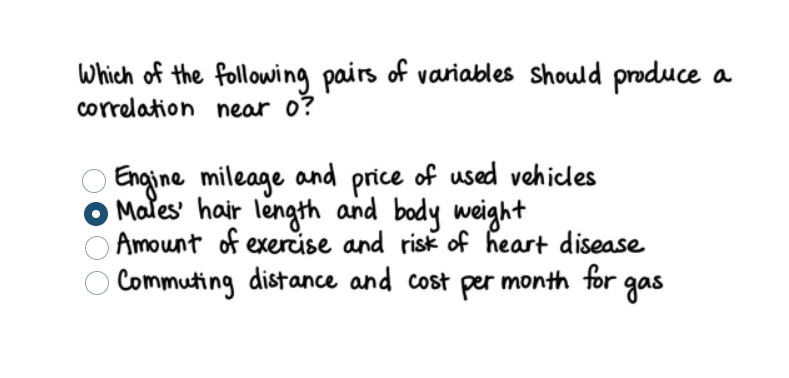 Which of the following pairs of variables should produce a
correlation near 0?
Engine mileage and price of used vehicles
Males' hair length and body weight
Amount of exercise and risk of heart disease
Commuting distance and cost per month for gas